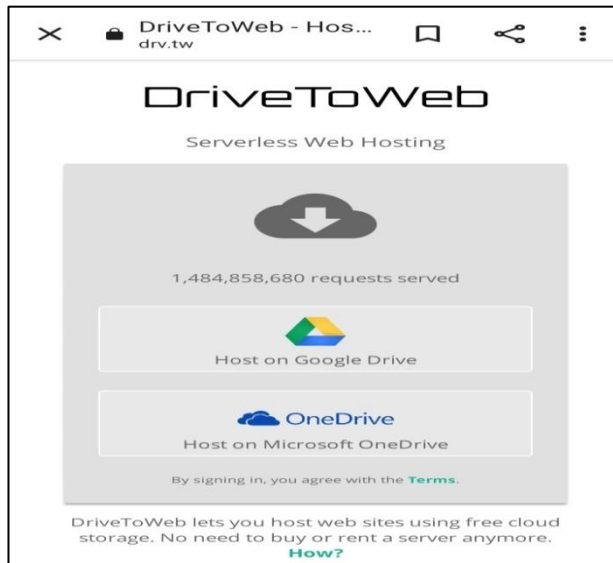 DriveToWeb - Hos...
drv.tw
DriveToWeb
Serverless Web Hosting
1,484,858,680 requests served
Host on Google Drive
OneDrive
Host on Microsoft OneDrive
By signing in, you agree with the Terms.
DriveToWeb lets you host web sites using free cloud
storage. No need to buy or rent a server anymore.
How?